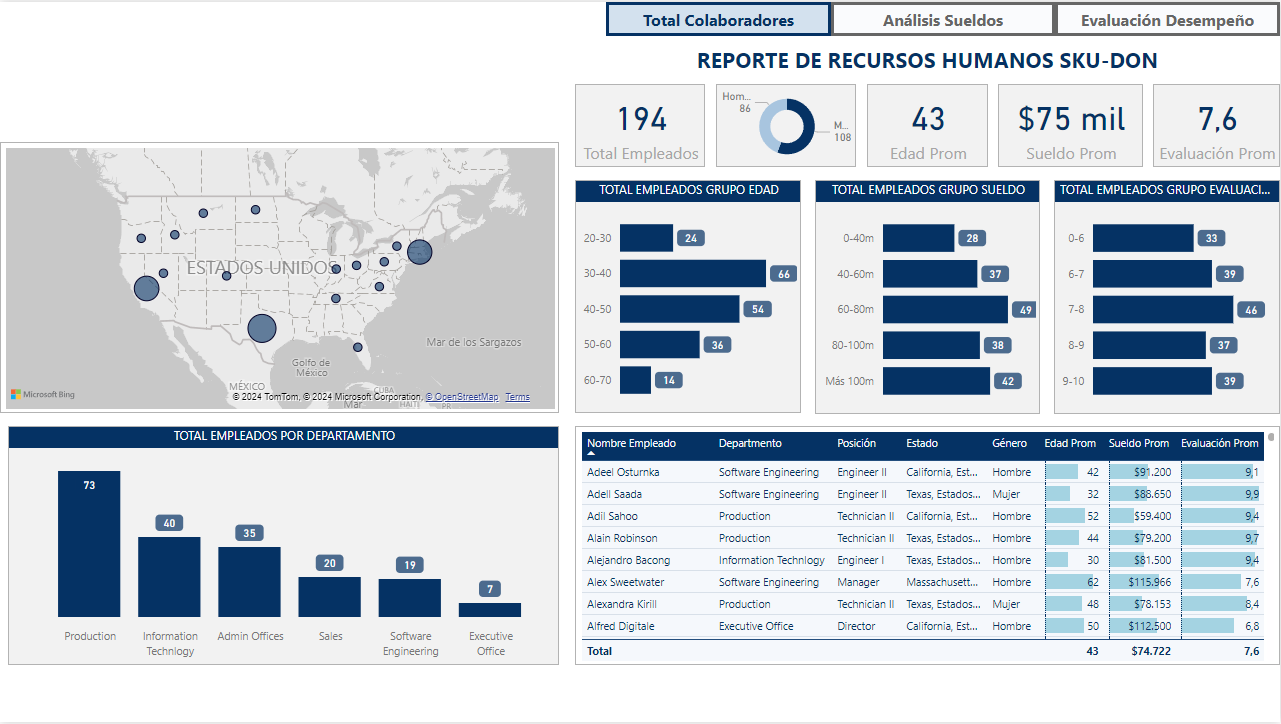 Total Colaboradores
Análisis Sueldos
Evaluación Desempeño
REPORTE DE RECURSOS HUMANOS SKU-DON
194
Total Empleados
Hom...
86
M...
108
43
Edad Prom
$75 mil
Sueldo Prom
7,6
Evaluación Prom
ESTADOS UNIDOS
Mar de los Sargazos
Golfo de
México
MÉXICO
CUBA
HAITÍ
PR
Mar
Microsoft Bing
© 2024 TomTom, © 2024 Microsoft Corporation, © OpenStreetMap Terms
TOTAL EMPLEADOS GRUPO EDAD
20-30 24
30-40 66
40-50 54
50-60 36
60-70 14
TOTAL EMPLEADOS GRUPO SUELDO
0-40m 28
40-60m 37
60-80m 49
80-100m 38
Más 100m 42
TOTAL EMPLEADOS GRUPO EVALUACI...
0-6 33
6-7 39
7-8 46
8-9 37
9-10 39
TOTAL EMPLEADOS POR DEPARTAMENTO
73
40
35
20
19
7
Production
Information
Technlogy
Admin Offices
Sales
Software
Engineering
Executive
Office
Nombre Empleado Departmento Posición Estado Género Edad Prom Sueldo Prom Evaluación Prom
Adeel Osturnka Software Engineering Engineer II California, Est... Hombre 42 $91.200 9,1
Adell Saada Software Engineering Engineer II Texas, Estados... Mujer 32 $88.650 9,9
Adil Sahoo Production Technician II California, Est... Hombre 52 $59.400 9,4
Alain Robinson Production Technician II Texas, Estados... Hombre 44 $79.200 9,7
Alejandro Bacong Information Technlogy Engineer I Texas, Estados... Hombre 30 $81.500 9,4
Alex Sweetwater Software Engineering Manager Massachusett... Hombre 62 $115.966 7,6
Alexandra Kirill Production Technician II Texas, Estados... Mujer 48 $78.153 8,4
Alfred Digitale Executive Office Director California, Est... Hombre 50 $112.500 6,8
Total 43 $74.722 7,6